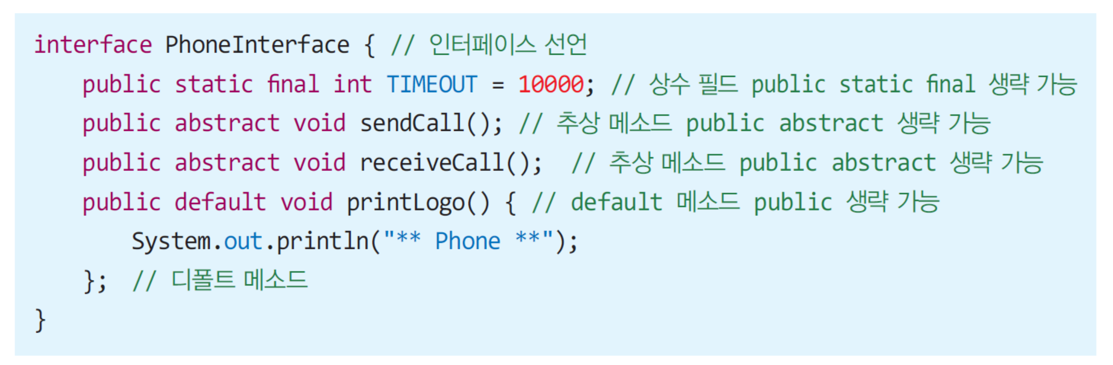 interface PhoneInterface { // 인터페이스 선언
public static final int TIMEOUT = 10000; // 상수 필드 public static final 생략 가능
public abstract void sendCall(); // 추상 메소드 public abstract 생략 가능
public abstract void receiveCall(); // 추상 메소드 public abstract 생략 가능
public default void printLogo() { // default 메소드 public 생략 가능
System.out.println("** Phone **");
}; // 디폴트 메소드
}